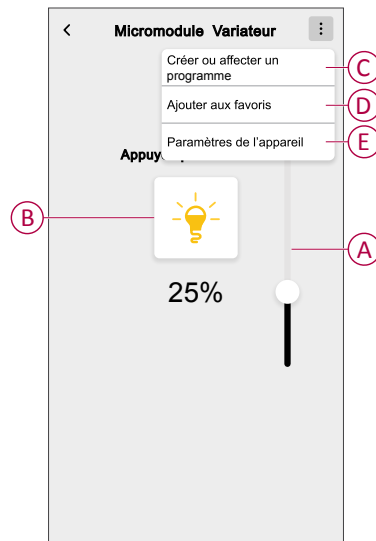 Micromodule Variateur
Créer ou affecter un
programme
C
Ajouter aux favoris
D
Paramètres de l'appareil
E
Appuy
B
A
25%